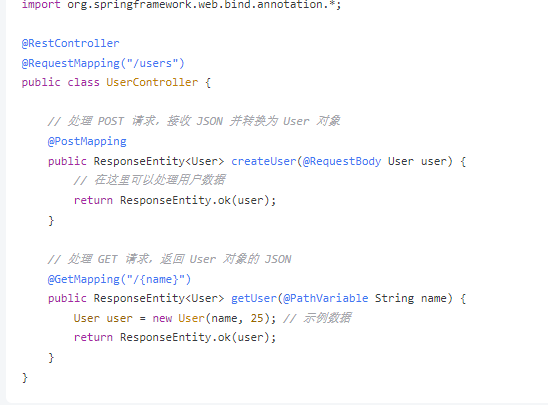 import org.springframework.web.bind.annotation.*;
@RestController
@RequestMapping("/users")
public class UserController {
// 处理 POST 请求，接收 JSON 并转换为 User 对象
@PostMapping
public ResponseEntity<User> createUser(@RequestBody User user) {
// 在这里可以处理用户数据
return ResponseEntity.ok(user);
}
// 处理 GET 请求，返回 User 对象的 JSON
@GetMapping("/{name}")
public ResponseEntity<User> getUser(@PathVariable String name) {
User user = new User(name, 25); // 示例数据
return ResponseEntity.ok(user);
}
}